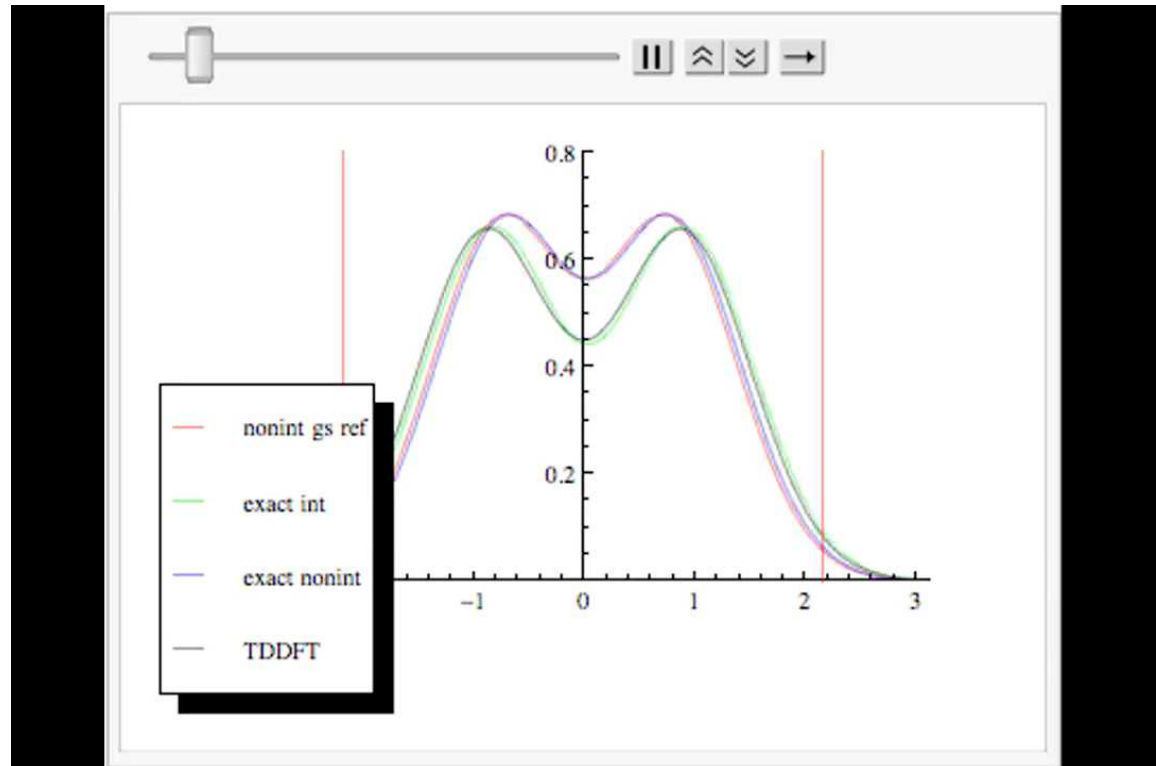 0.8
0.6
0.4
0.2
nonint gs ref
exact int
exact nonint
TDDFT
−1 0 1 2 3